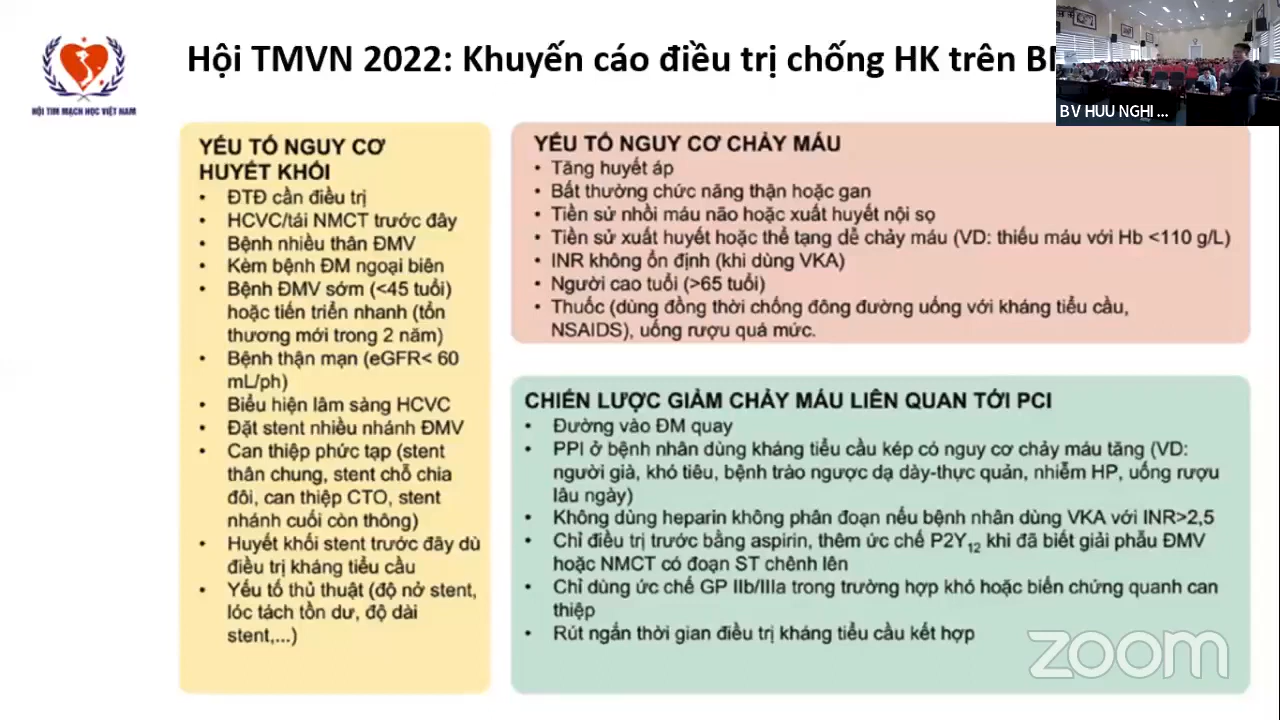 Hội TMVN 2022: Khuyến cáo điều trị chống HK trên
BV HUU NGHI ...
HỘI TIM MẠCH HỌC VIỆT NAM
YẾU TỐ NGUY CƠ
HUYẾT KHỐI
• ĐTĐ cần điều trị
• HCVC/tái NMCT trước đây
• Bệnh nhiều thân ĐMV
• Kèm bệnh ĐM ngoại biên
• Bệnh ĐMV sớm (<45 tuổi)
hoặc tiến triển nhanh (tổn
thương mới trong 2 năm)
• Bệnh thận mạn (eGFR< 60
mL/ph)
• Biểu hiện lâm sàng HCVC
• Đặt stent nhiều nhánh ĐMV
• Can thiệp phức tạp (stent
thân chung, stent chỗ chia
đôi, can thiệp CTO, stent
nhánh cuối còn thông)
• Huyết khối stent trước đây dù
điều trị kháng tiểu cầu
• Yếu tố thủ thuật (độ nở stent,
lóc tách tồn dư, độ dài
stent,...)
YẾU TỐ NGUY CƠ CHẢY MÁU
• Tăng huyết áp
• Bất thường chức năng thận hoặc gan
• Tiền sử nhồi máu não hoặc xuất huyết nội sọ
• Tiền sử xuất huyết hoặc thể tạng dễ chảy máu (VD: thiếu máu với Hb <110 g/L)
• INR không ổn định (khi dùng VKA)
• Người cao tuổi (>65 tuổi)
• Thuốc (dùng đồng thời chống đông đường uống với kháng tiểu cầu,
NSAIDS), uống rượu quá mức.
CHIẾN LƯỢC GIẢM CHẢY MÁU LIÊN QUAN TỚI PCI
• Đường vào ĐM quay
• PPI ở bệnh nhân dùng kháng tiểu cầu kép có nguy cơ chảy máu tăng (VD:
người già, khó tiêu, bệnh trào ngược dạ dày-thực quản, nhiễm HP, uống rượu
lâu ngày)
• Không dùng heparin không phân đoạn nếu bệnh nhân dùng VKA với INR>2,5
• Chỉ điều trị trước bằng aspirin, thêm ức chế P2Y12 khi đã biết giải phẫu ĐMV
hoặc NMCT có đoạn ST chênh lên
• Chỉ dùng ức chế GP IIb/IIIa trong trường hợp khó hoặc biến chứng quanh can
thiệp
• Rút ngắn thời gian điều trị kháng tiểu cầu kết hợp
zoom